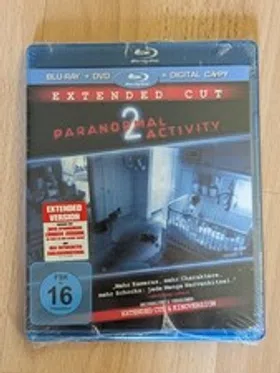 BLU-RAY + DVD + DIGITAL COPY
EXTENDED CUT
2
PARANORMAL ACTIVITY
EXTENDED
VERSION
FSK
16
„Mehr Kameras, mehr Charaktere,
mehr Schocks: jede Menge Nervenkitzel."
EXTENDED CUT & KINOVERSION